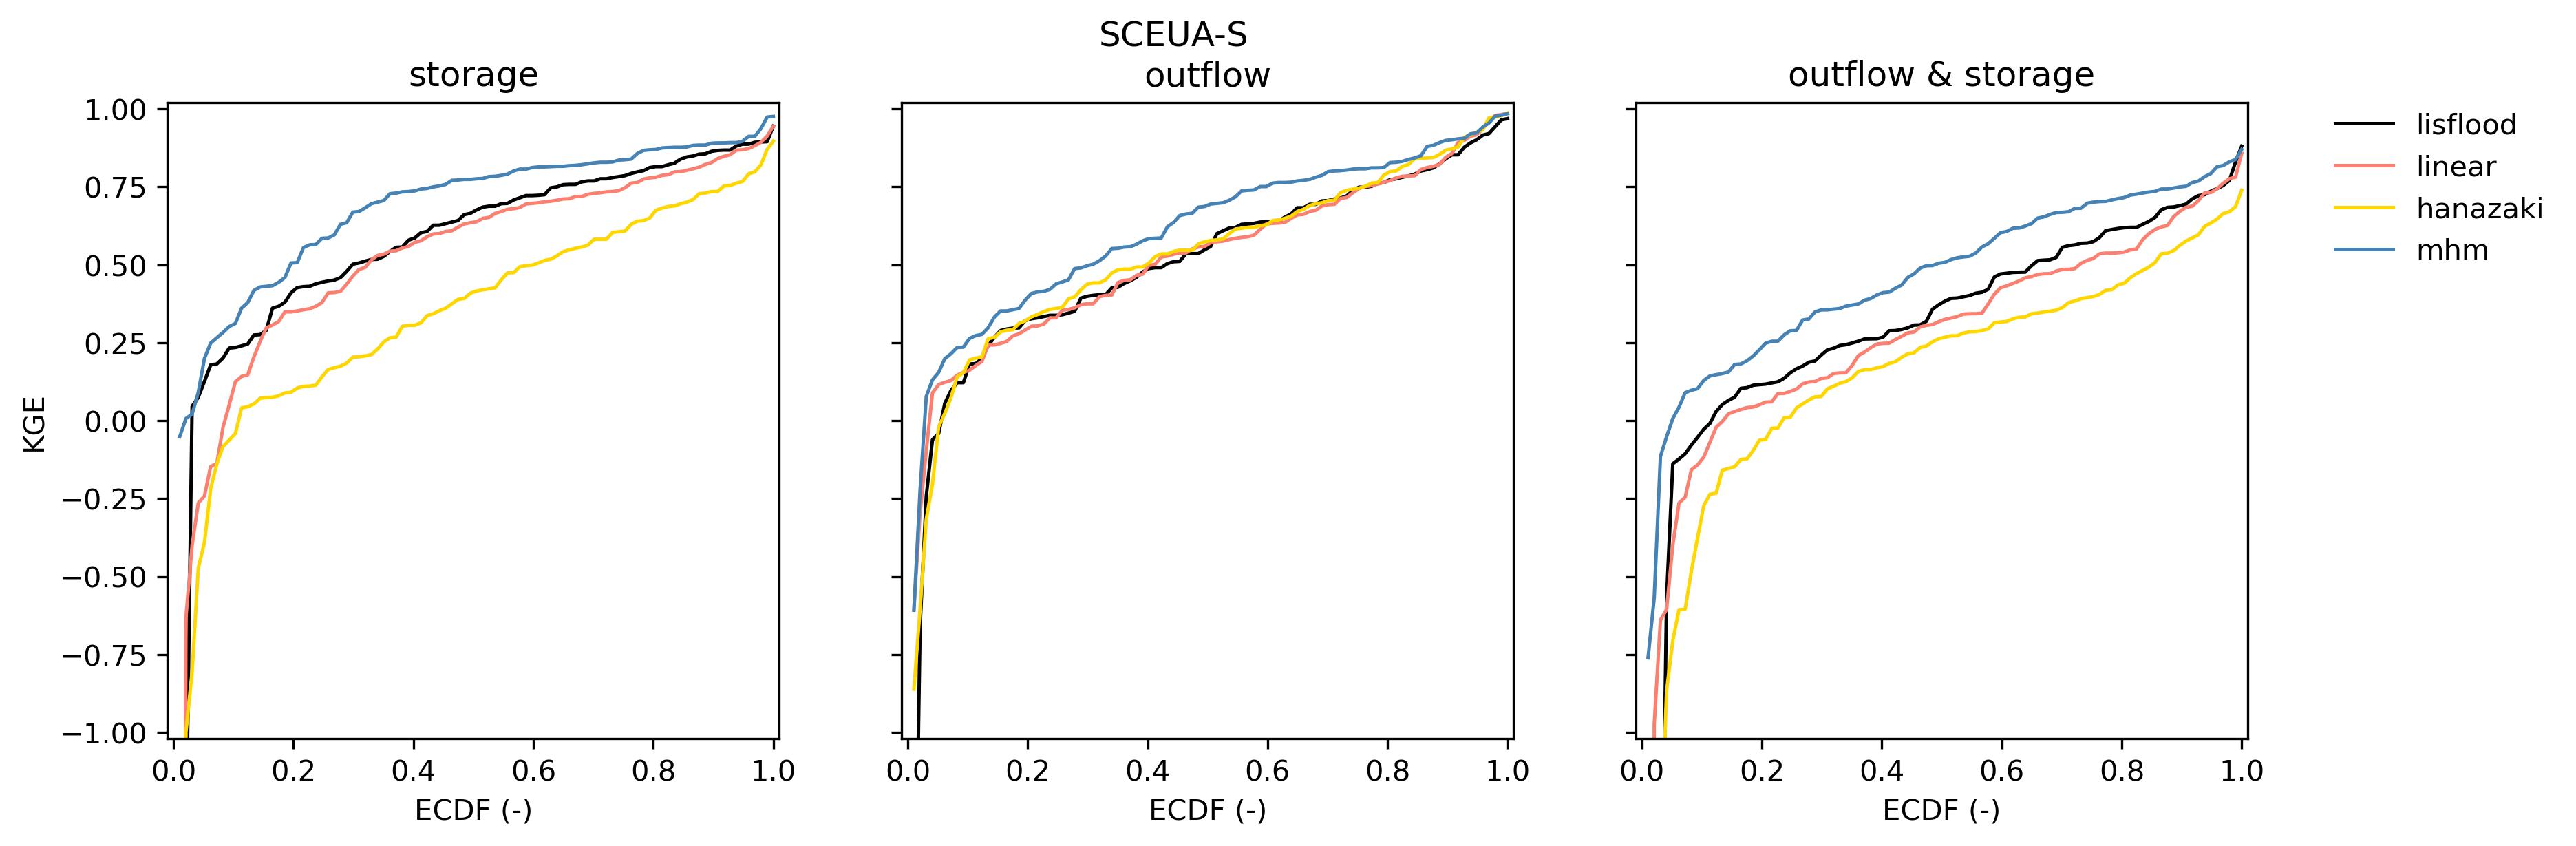 SCEUA-S
storage
outflow
outflow & storage
1.00
0.75
0.50
0.25
0.00
−0.25
−0.50
−0.75
−1.00
KGE
0.0 0.2 0.4 0.6 0.8 1.0
0.0 0.2 0.4 0.6 0.8 1.0
0.0 0.2 0.4 0.6 0.8 1.0
ECDF (-)
ECDF (-)
ECDF (-)
lisflood
linear
hanazaki
mhm